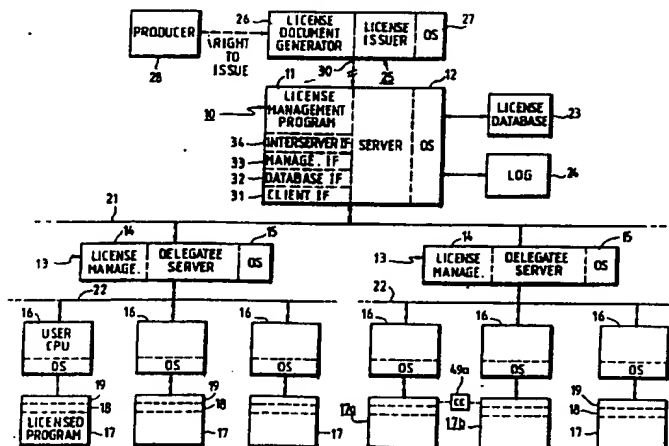 26
27
PRODUCER
LICENSE DOCUMENT GENERATOR
LICENSE ISSUER
OS
RIGHT TO ISSUE
28
30
25
11
12
10
LICENSE MANAGEMENT PROGRAM
SERVER
OS
LICENSE DATABASE
23
34
INTERSERVER IF
33
MANAGE. IF
32
DATABASE IF
31
CLIENT IF
LOG
24
21
14
15
14
15
13
LICENSE MANAGE.
DELEGATEE SERVER
OS
13
LICENSE MANAGE.
DELEGATEE SERVER
OS
22
22
16
16
16
16
16
16
USER CPU
OS
OS
OS
OS
OS
OS
19
19
19
49a
19
18
18
18
CC
18
LICENSED PROGRAM
17
17
17
17a
17b
17